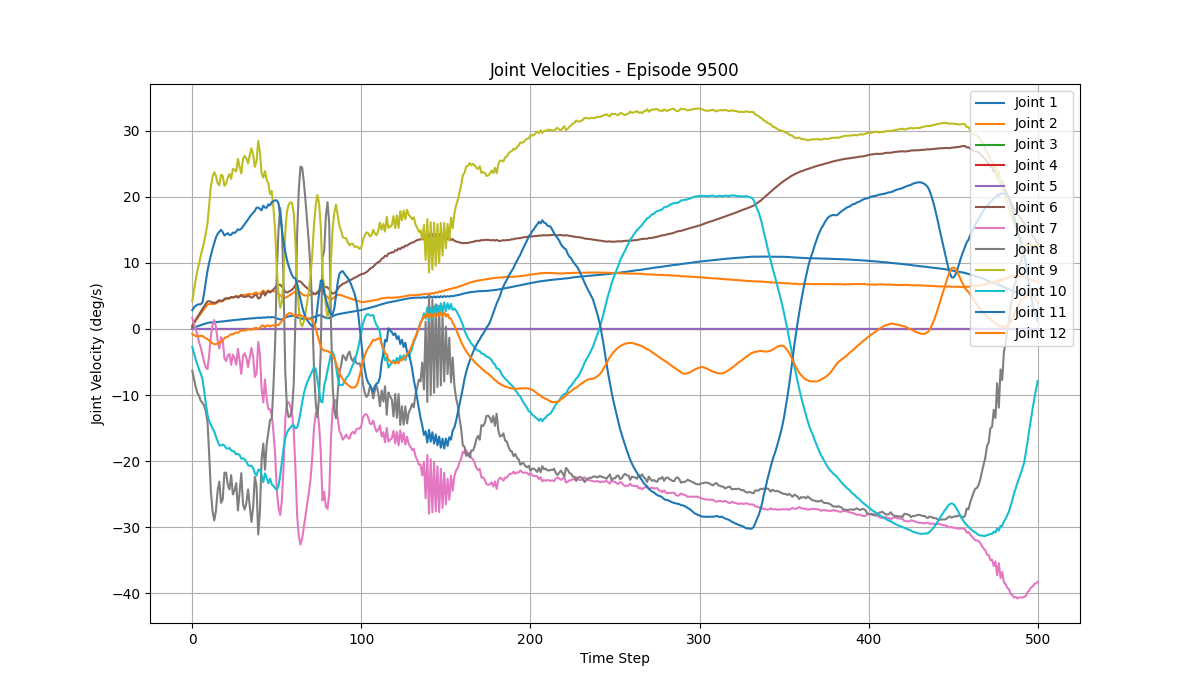 Joint Velocities - Episode 9500
Joint Velocity (deg/s)
30
20
10
0
−10
−20
−30
−40
0
100
200
300
400
500
Time Step
Joint 1
Joint 2
Joint 3
Joint 4
Joint 5
Joint 6
Joint 7
Joint 8
Joint 9
Joint 10
Joint 11
Joint 12